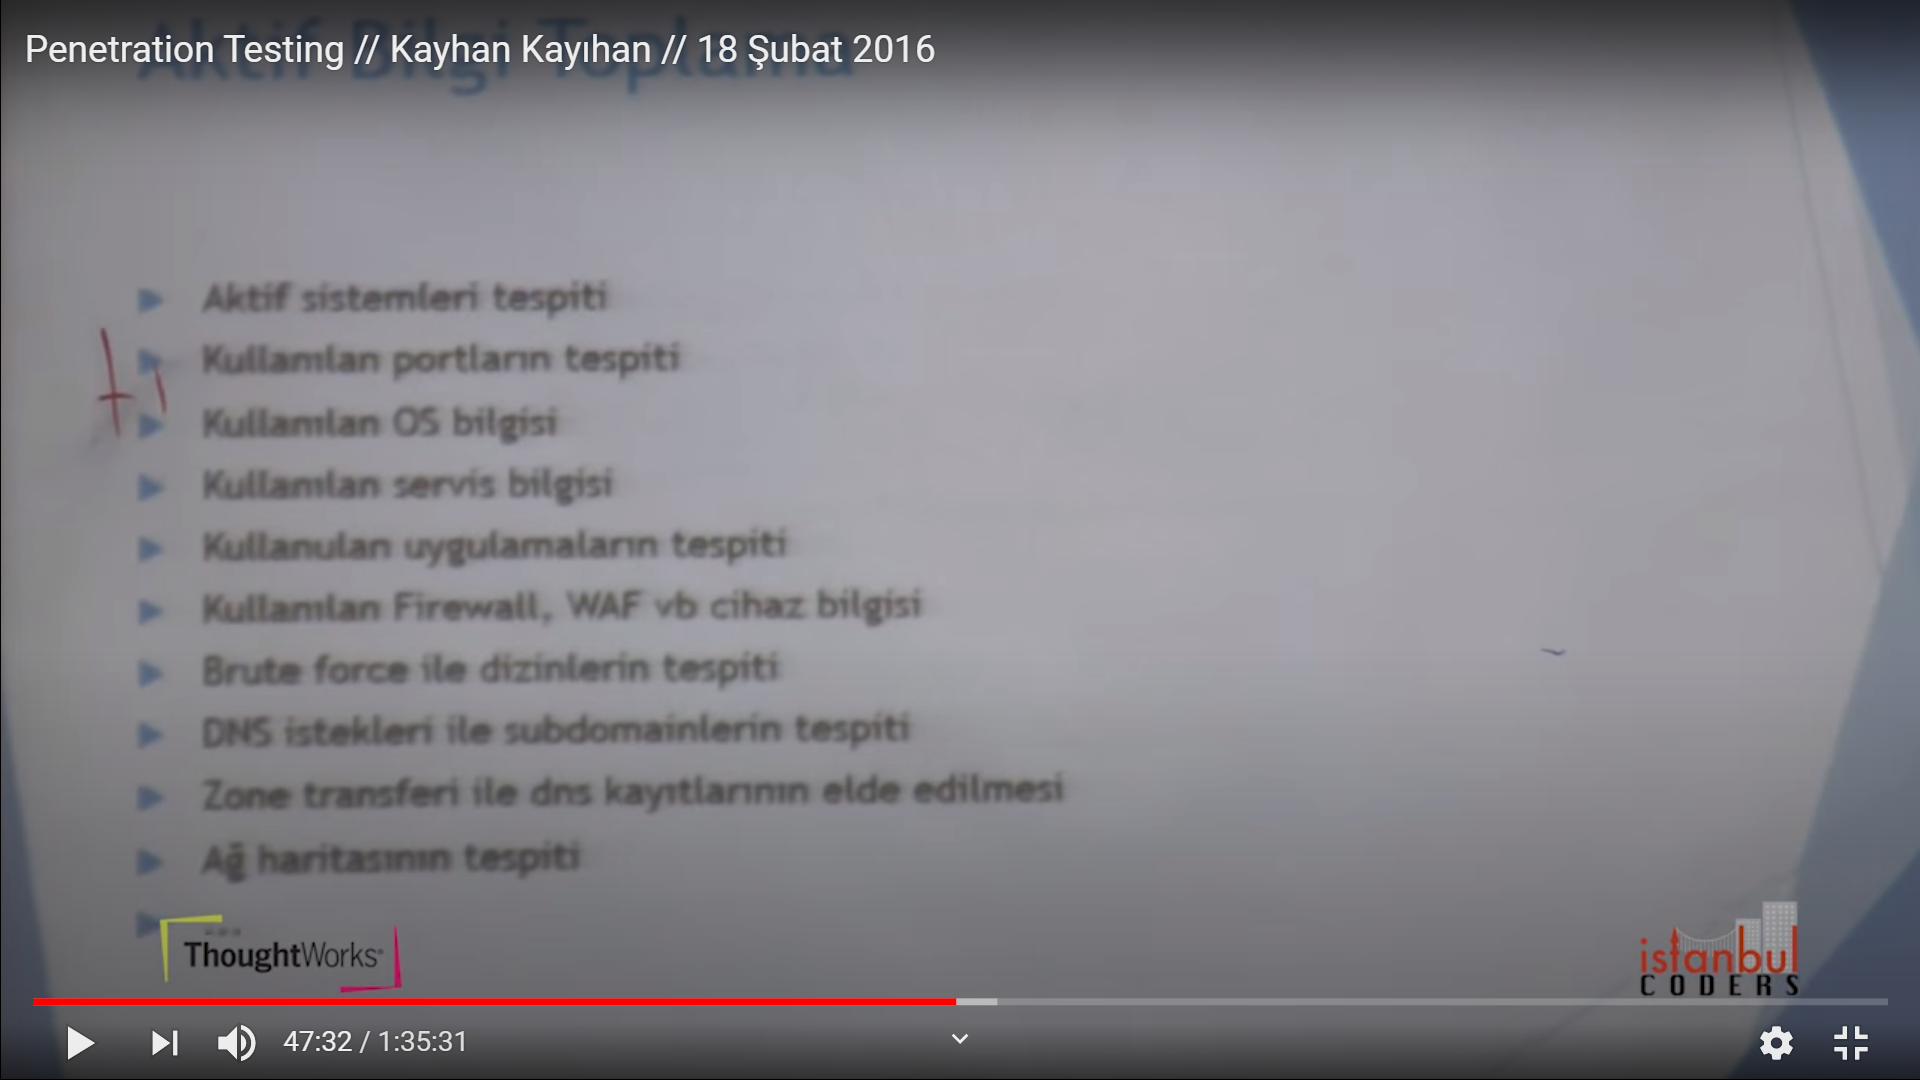 Penetration Testing // Kayhan Kayıhan // 18 Şubat 2016
Aktif Bilgi Toplama
Aktif sistemleri tespiti
Kullanılan portların tespiti
Kullanılan OS bilgisi
Kullanılan servis bilgisi
Kullanulan uygulamaların tespiti
Kullanılan Firewall, WAF vb cihaz bilgisi
Brute force ile dizinlerin tespiti
DNS istekleri ile subdomainlerin tespiti
Zone transferi ile dns kayıtlarının elde edilmesi
Ağ haritasının tespiti
ThoughtWorks
istanbul
CODERS
47:32 / 1:35:31